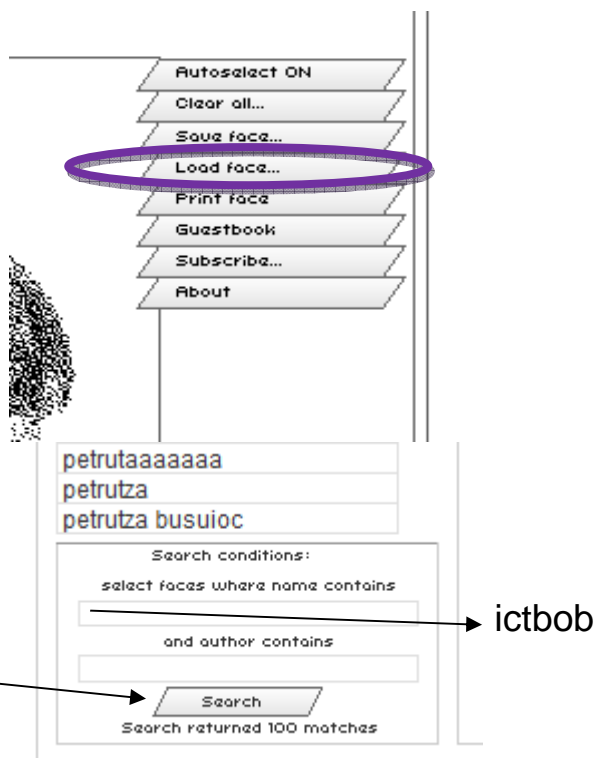 Autoselect ON
Clear all...
Save face...
Load face...
Print face
Guestbook
Subscribe...
About
petrutaaaaaaa
petrutza
petrutza busuioc
Search conditions:
select faces where name contains
ictbob
and author contains
Search
Search returned 100 matches